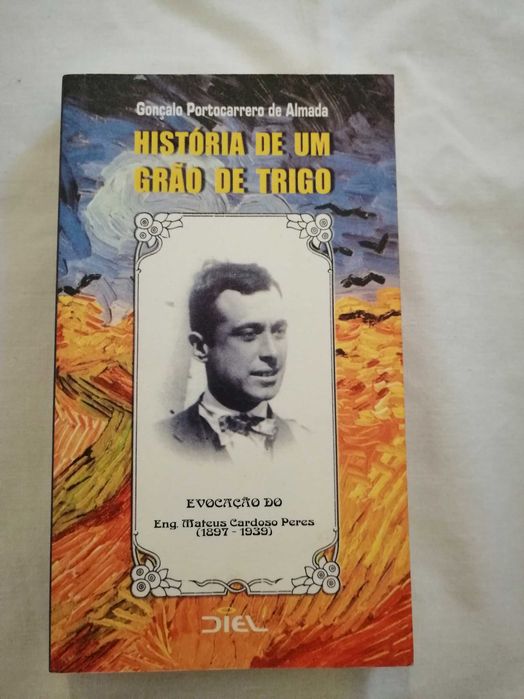 Gonçalo Portocarrero de Almada
HISTÓRIA DE UM
GRÃO DE TRIGO
EVOCAÇÃO DO
Eng. Mateus Cardoso Peres
(1897 - 1939)
DIEL